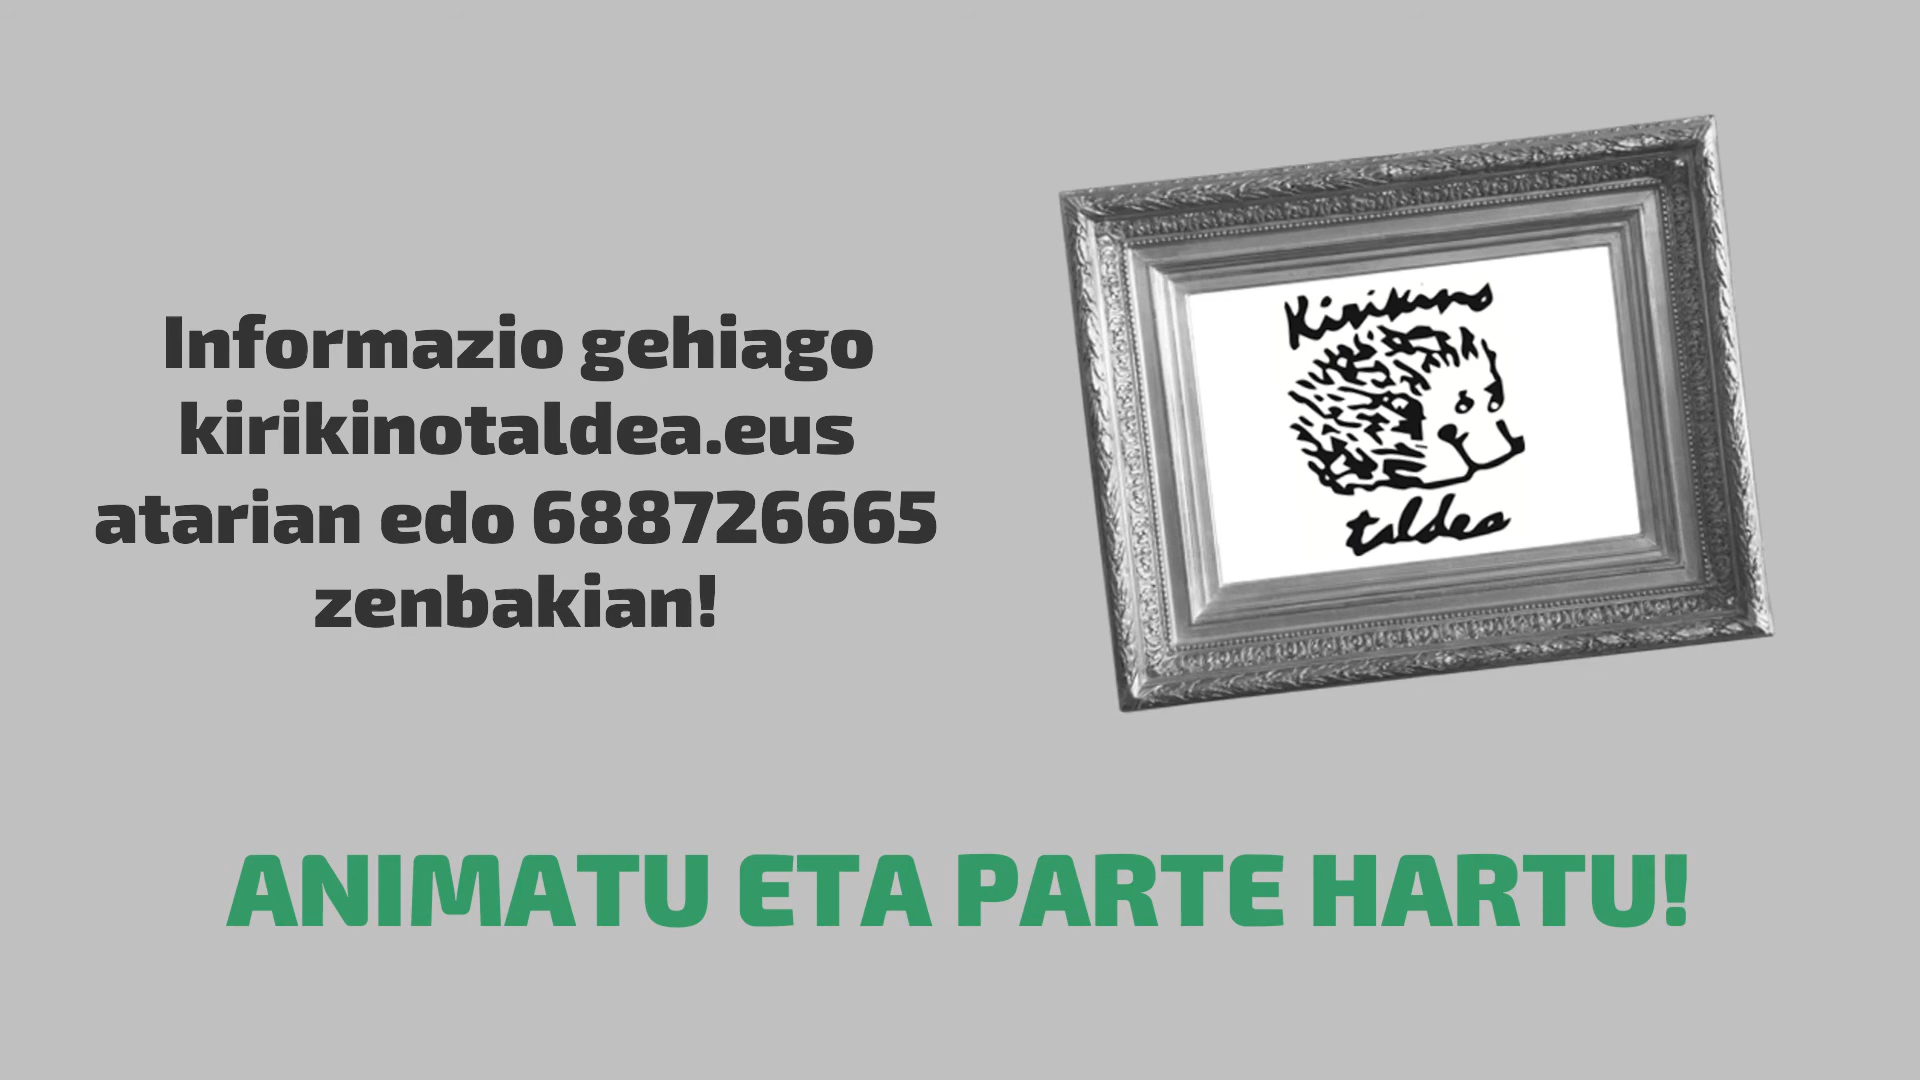 Informazio gehiago
kirikinotaldea.eus
atarian edo 688726665
zenbakian!
Kirikino
taldea
ANIMATU ETA PARTE HARTU!